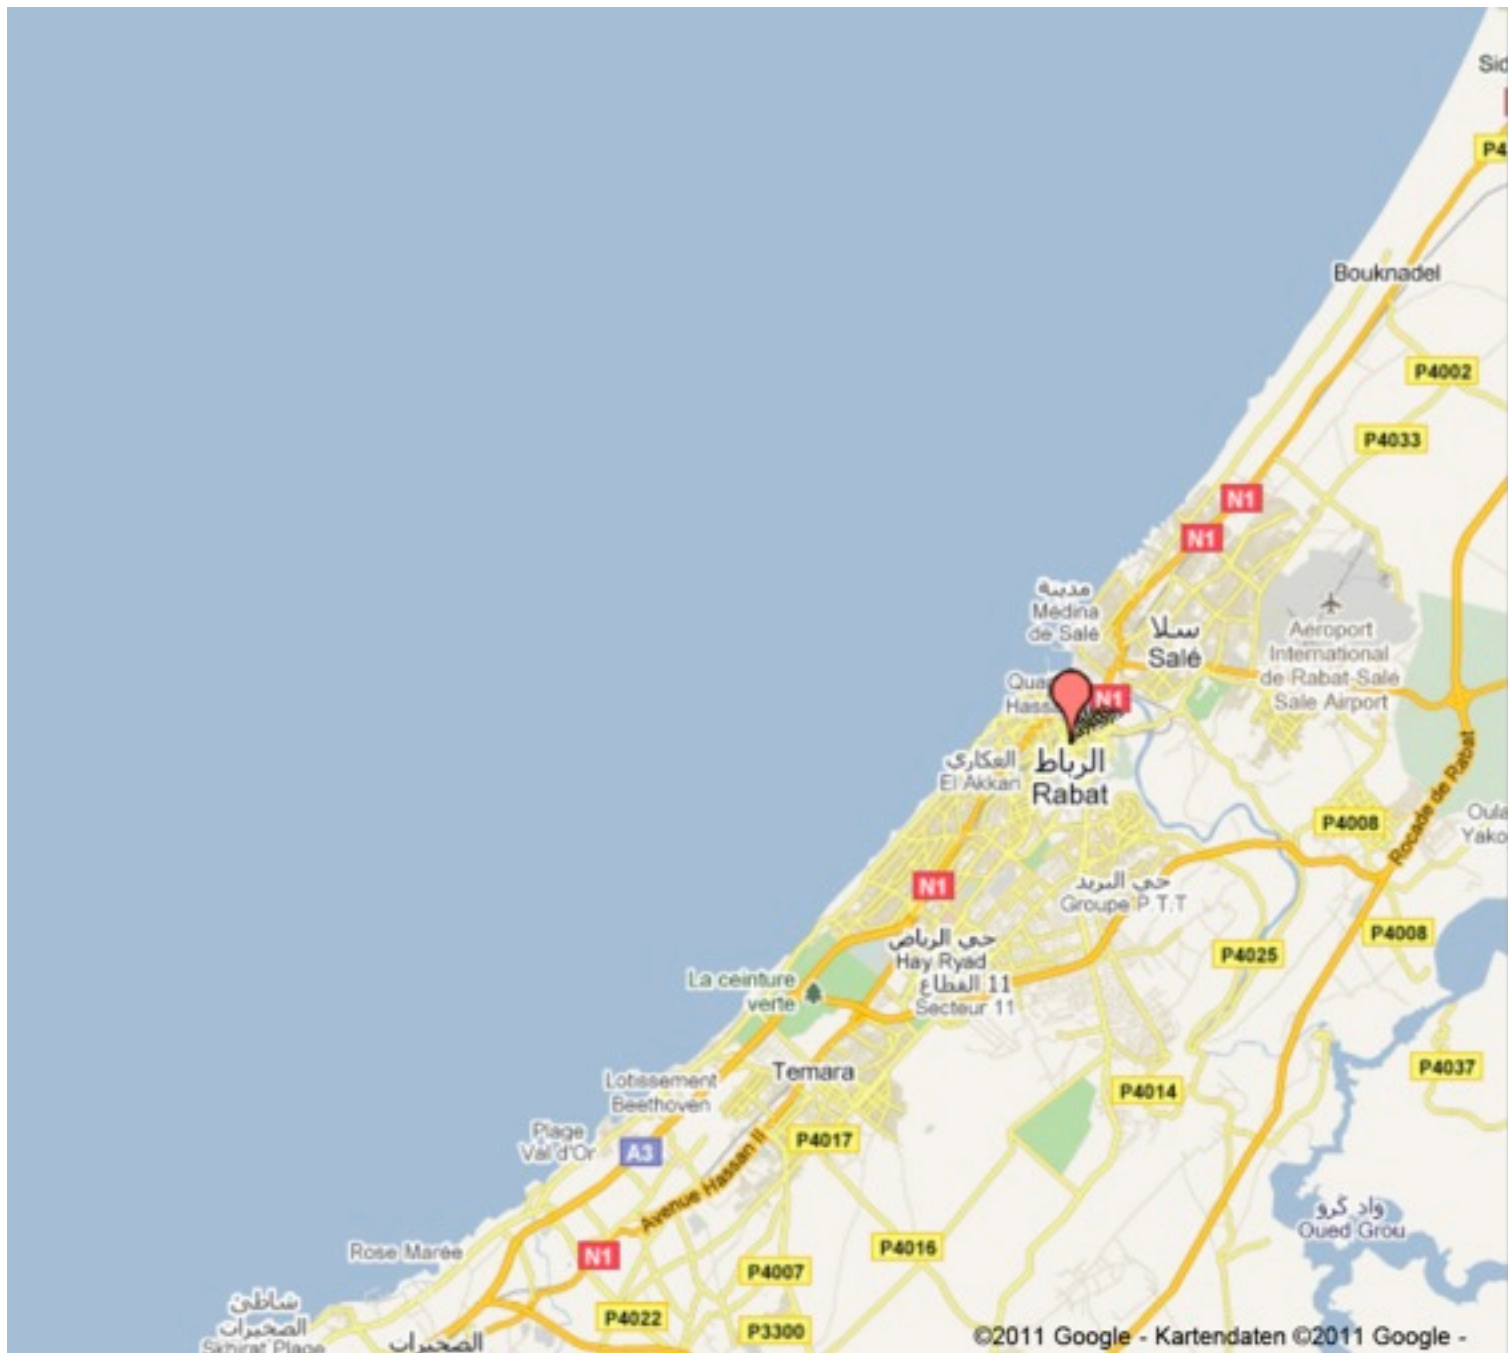 Sid
P4
Bouknadel
P4002
P4033
N1
N1
مدينة
Médina
de Salé
سلا
Salé
Aéroport
International
de Rabat-Salé
Sale Airport
Quar
Hass
N1
العكاري
El Akkari
الرباط
Rabat
P4008
Rocade de Rabat
Oula
Yako
N1
حي البريد
Groupe P.T.T
حي الرياض
Hay Ryad
11 القطاع
Secteur 11
P4025
P4008
La ceinture
verte
Temara
Lotissement
Beethoven
P4014
P4037
Plage
Val d'Or
A3
P4017
Avenue Hassan II
واد كرو
Oued Grou
Rose Marée
N1
P4016
P4007
شاطئ
الصخيرات
Skhirat Plage
الصخيرات
P4022
P3300
©2011 Google - Kartendaten ©2011 Google -